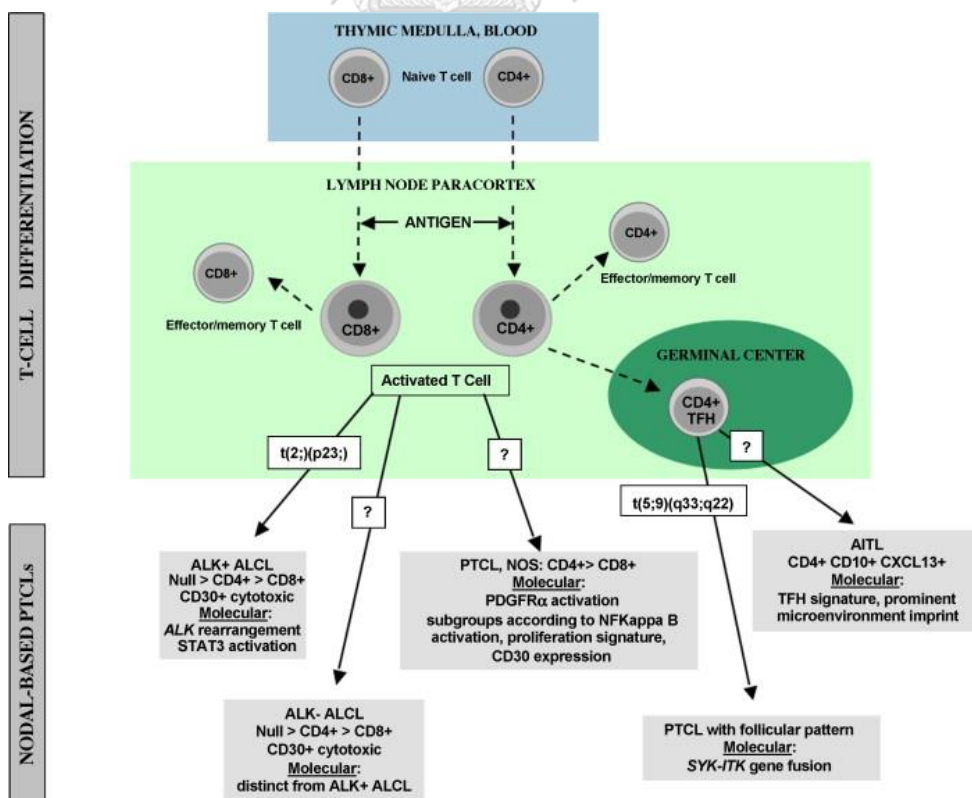 THYMIC MEDULLA, BLOOD
CD8+
Naive T cell
CD4+
T-CELL DIFFERENTIATION
LYMPH NODE PARACORTEX
ANTIGEN
CD4+
Effector/memory T cell
CD8+
Effector/memory T cell
CD8+
CD4+
GERMINAL CENTER
CD4+
TFH
Activated T Cell
t(2;)(p23;)
?
?
?
t(5;9)(q33;q22)
NODAL-BASED PTCLs
ALK+ ALCL
Null > CD4+ > CD8+
CD30+ cytotoxic
Molecular:
ALK rearrangement
STAT3 activation
PTCL, NOS: CD4+> CD8+
Molecular:
PDGFRα activation
subgroups according to NFKappa B
activation, proliferation signature,
CD30 expression
AITL
CD4+ CD10+ CXCL13+
Molecular:
TFH signature, prominent
microenvironment imprint
ALK- ALCL
Null > CD4+ > CD8+
CD30+ cytotoxic
Molecular:
distinct from ALK+ ALCL
PTCL with follicular pattern
Molecular:
SYK-ITK gene fusion